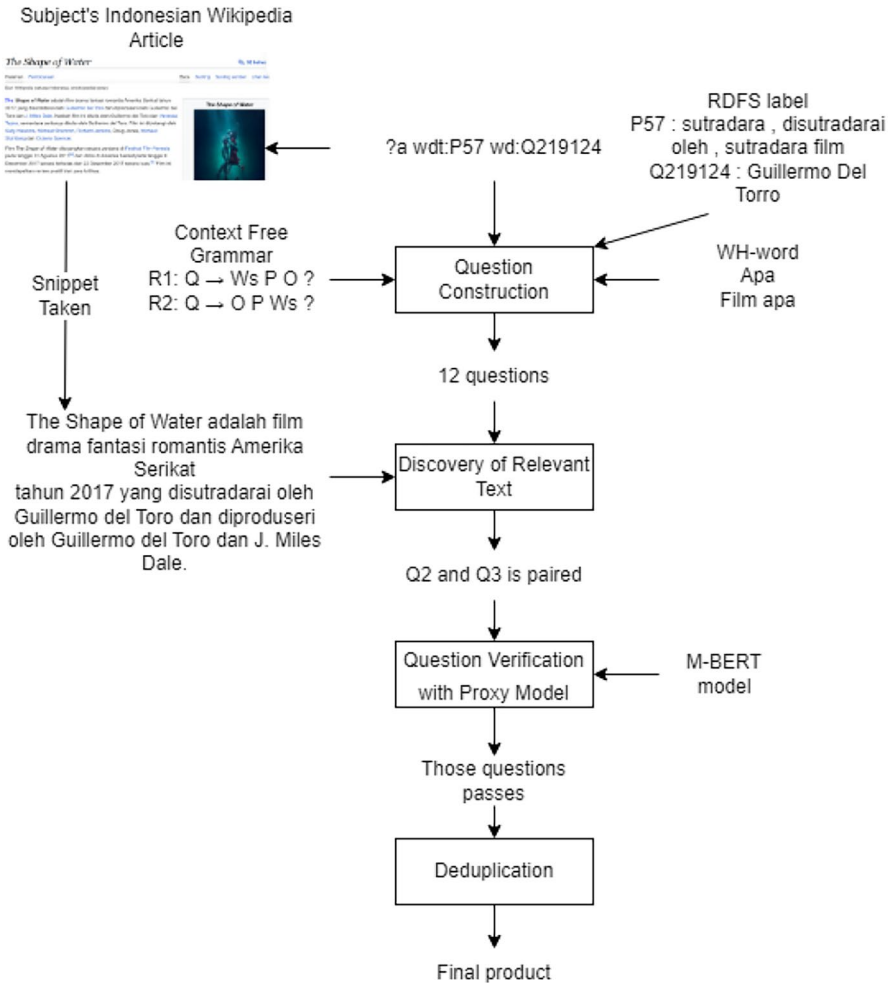 Subject's Indonesian Wikipedia
Article
The Shape of Water
The Shape of Water
?a wdt:P57 wd:Q219124
RDFS label
P57 : sutradara , disutradarai
oleh , sutradara film
Q219124 : Guillermo Del
Torro
Context Free
Grammar
R1: Q → Ws P O ?
R2: Q → O P Ws ?
Question
Construction
WH-word
Apa
Film apa
Snippet
Taken
12 questions
The Shape of Water adalah film
drama fantasi romantis Amerika
Serikat
tahun 2017 yang disutradarai oleh
Guillermo del Toro dan diproduseri
oleh Guillermo del Toro dan J. Miles
Dale.
Discovery of Relevant
Text
Q2 and Q3 is paired
Question Verification
with Proxy Model
M-BERT
model
Those questions
passes
Deduplication
Final product